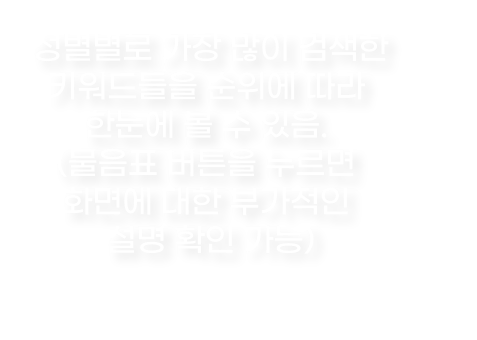 성별별로 가장 많이 검색한
키워드들을 순위에 따라
한눈에 볼 수 있음.
(물음표 버튼을 누르면
화면에 대한 부가적인
설명 확인 가능)